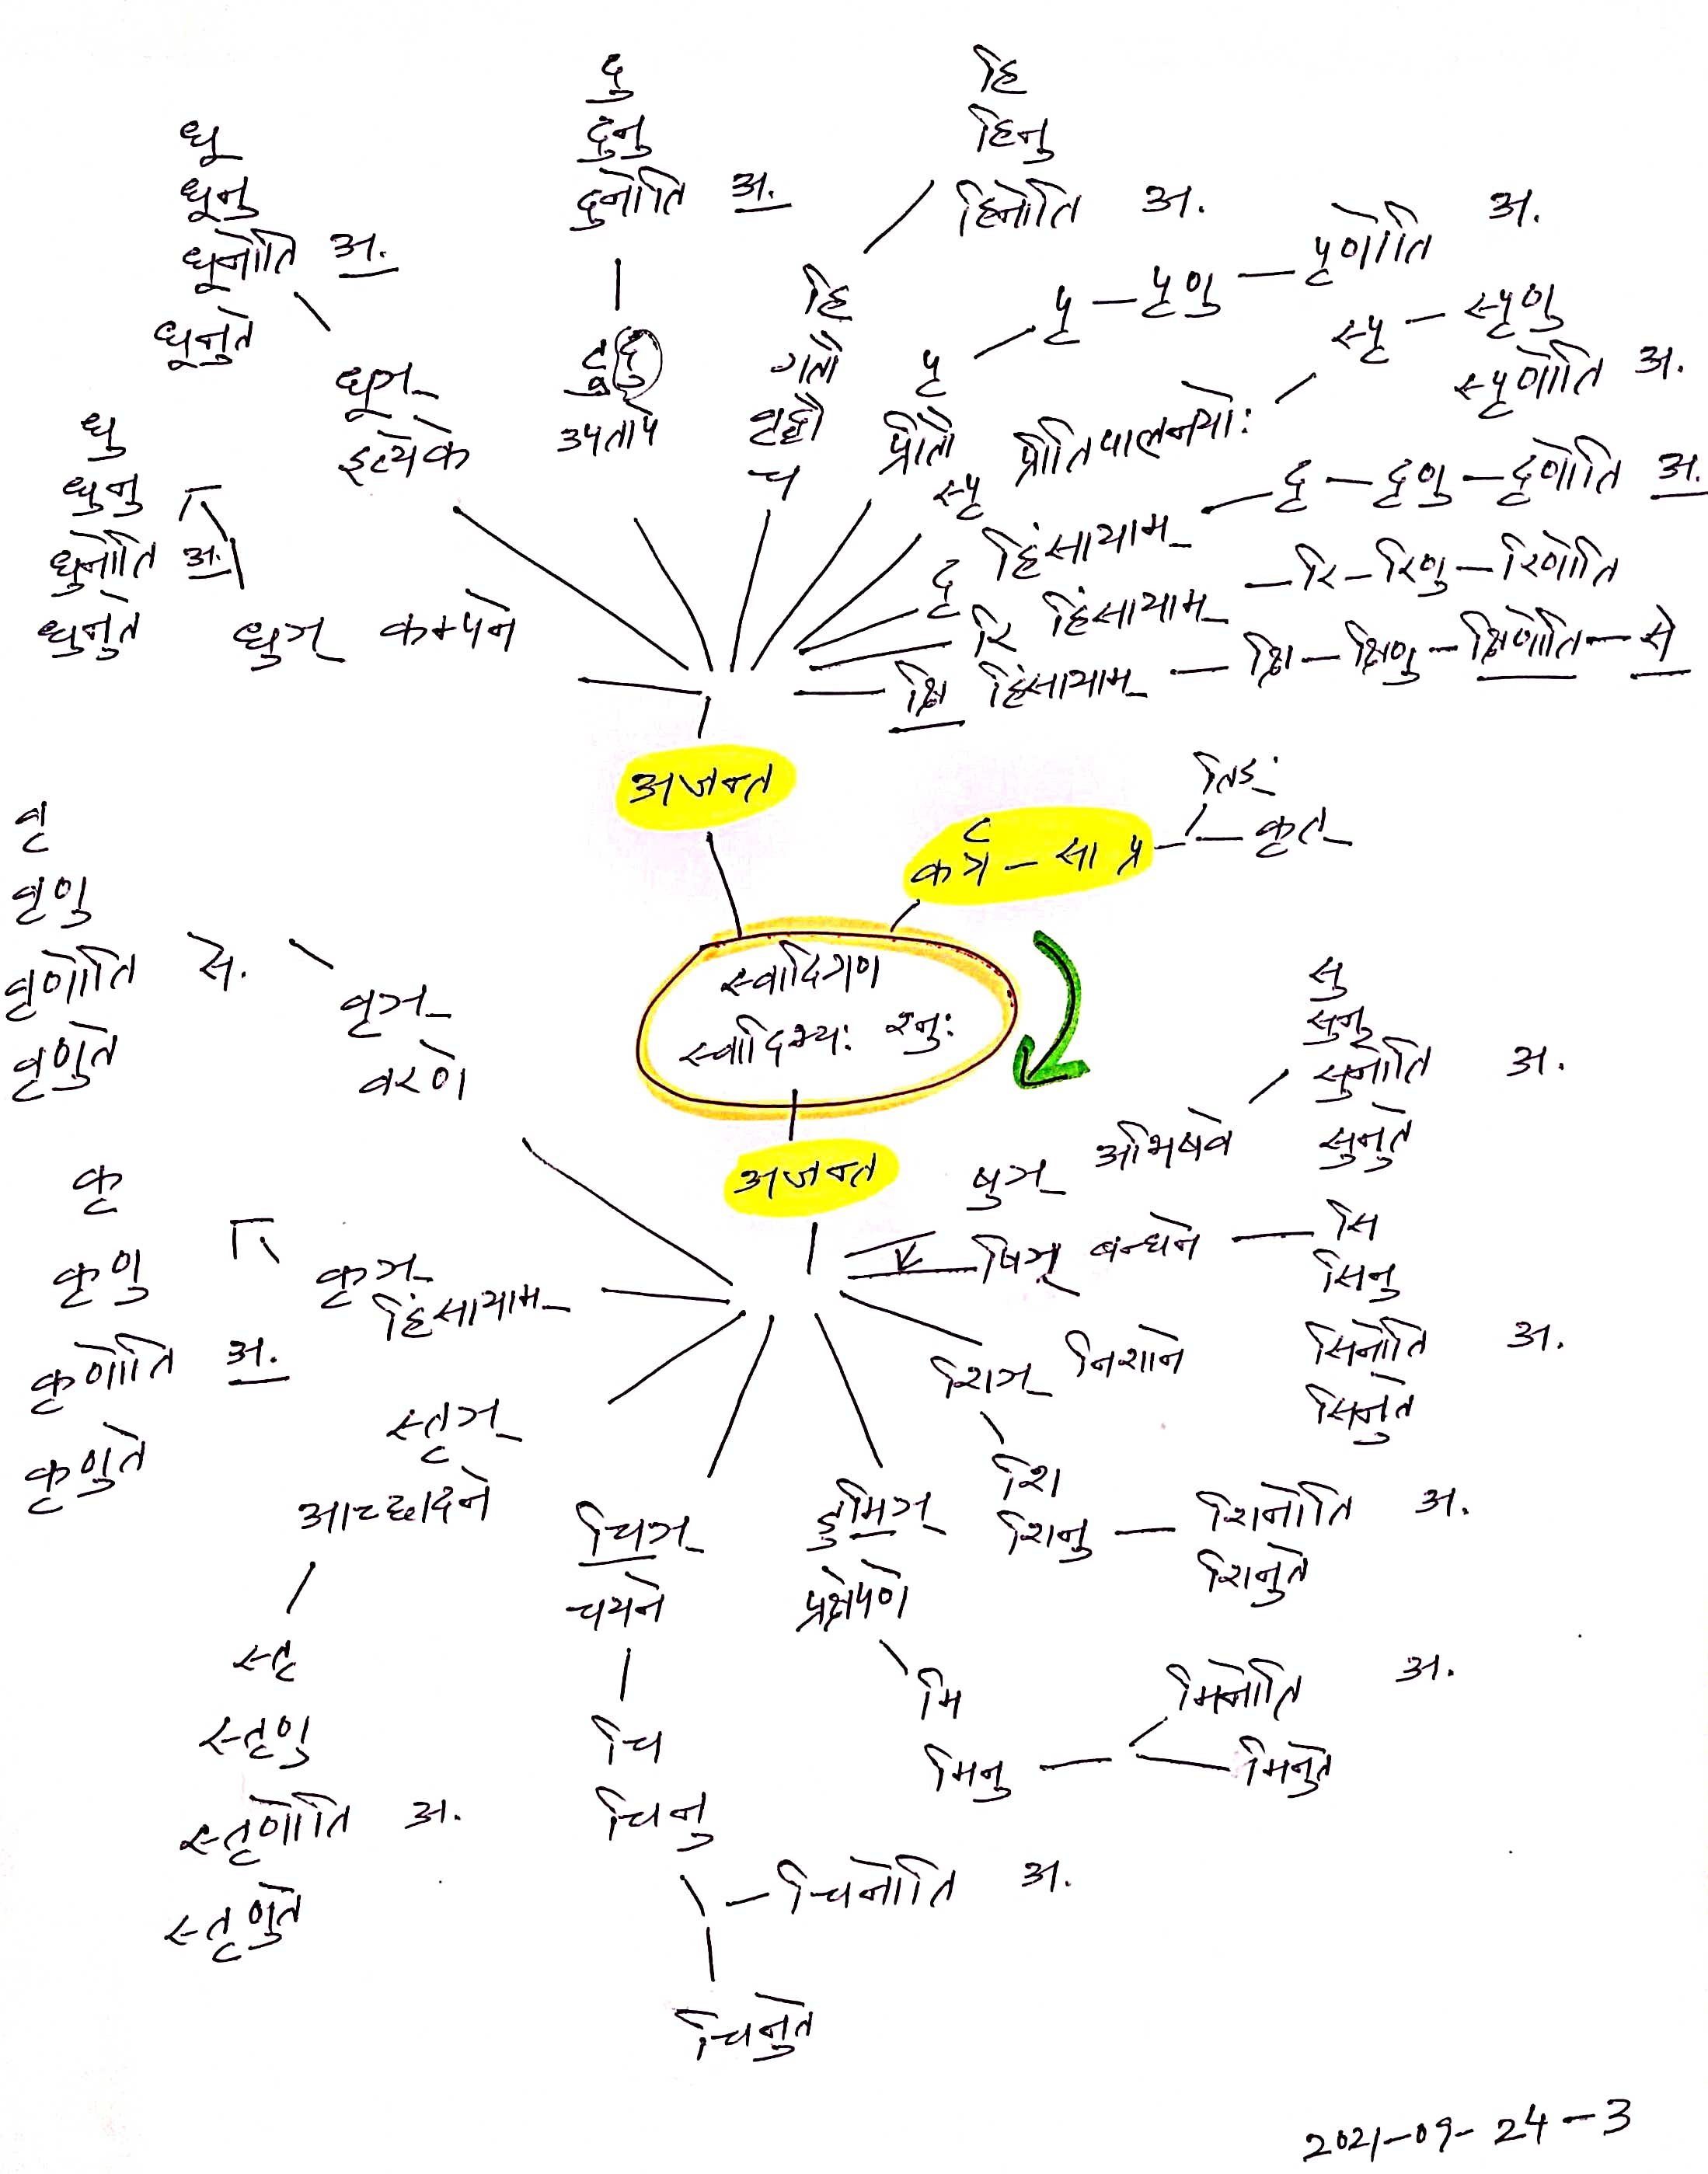 दु
दुनु
दुनोति अ.
हि
हिनु
हिनोति अ.
धू
धूनु
धूनोति अ.
धूनुते
पृ – पृणु – पृणोति अ.
स्पृ – स्पृणु
स्पृणोति अ.
धूञ्
इत्येके
टुदु
उपतापे
हि
गतौ
वृद्धौ
च
पृ
प्रीतौ
स्पृ प्रीतिपालनयोः
धु
धुनु
धुनोति अ.
धुनुते
धुञ् कम्पने
दृ हिंसायाम् – दृ – दृणु – दृणोति अ.
रि हिंसायाम् – रि – रिणु – रिणोति
क्षि हिंसायाम् – क्षि – क्षिणु – क्षिणोति – से
अजन्त
कर्त्रे – सा प्र
तिङ्
कृत्
स्वादिगण
स्वादिभ्यः श्नुः
वृ
वृणु
वृणोति से.
वृणुते
वृञ्
वरणे
अजन्त
षुञ् अभिषवे
सु
सुनु
सुनोति अ.
सुनुते
षिञ् बन्धने – सि
सिनु
सिनोति अ.
सिनुते
कृ
कृणु
कृणोति अ.
कृणुते
कृञ्
हिंसायाम्
शिञ् निशाने
शि
शिनु – शिनोति अ.
शिनुते
स्तृञ्
आच्छादने
स्तृ
स्तृणु
स्तृणोति अ.
स्तृणुते
चिञ्
चयने
चि
चिनु
– चिनोति अ.
चिनुते
डुमिञ्
प्रक्षेपणे
मि
मिनु – मिनोति अ.
मिनुते
2021-09-24-3